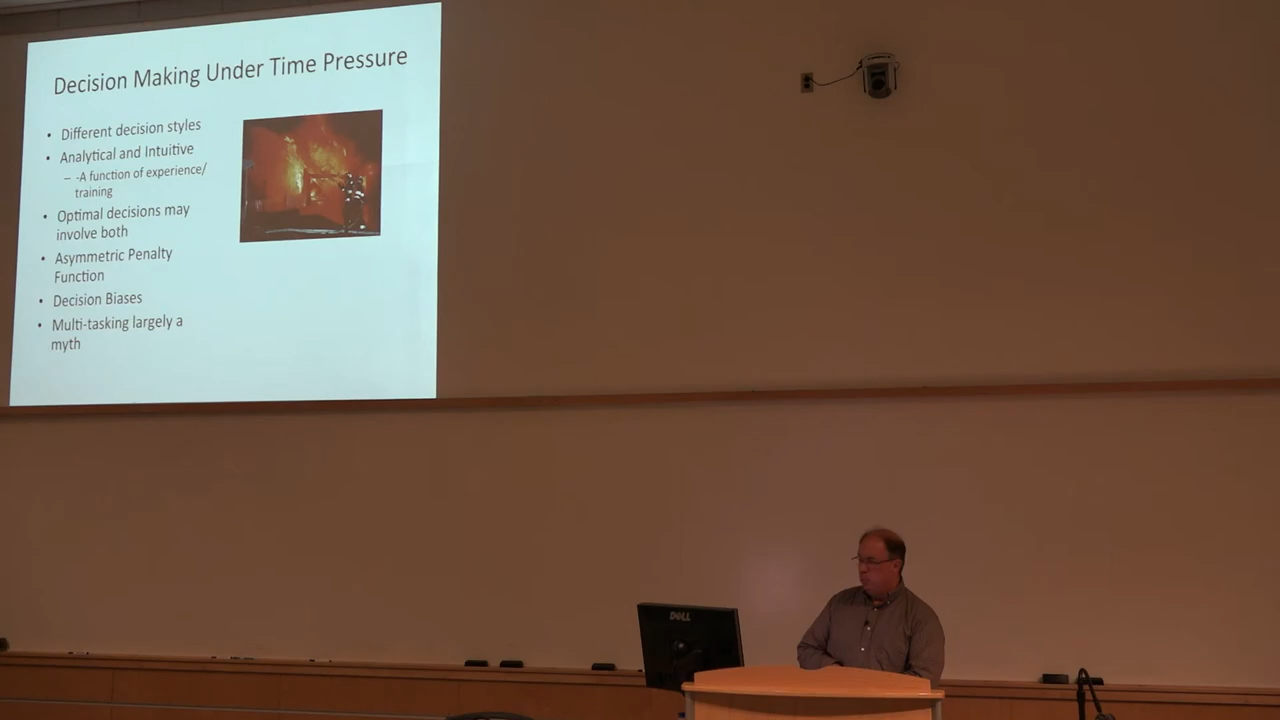 Decision Making Under Time Pressure
• Different decision styles
• Analytical and Intuitive
– -A function of experience/
training
• Optimal decisions may
involve both
• Asymmetric Penalty
Function
• Decision Biases
• Multi-tasking largely a
myth
DELL